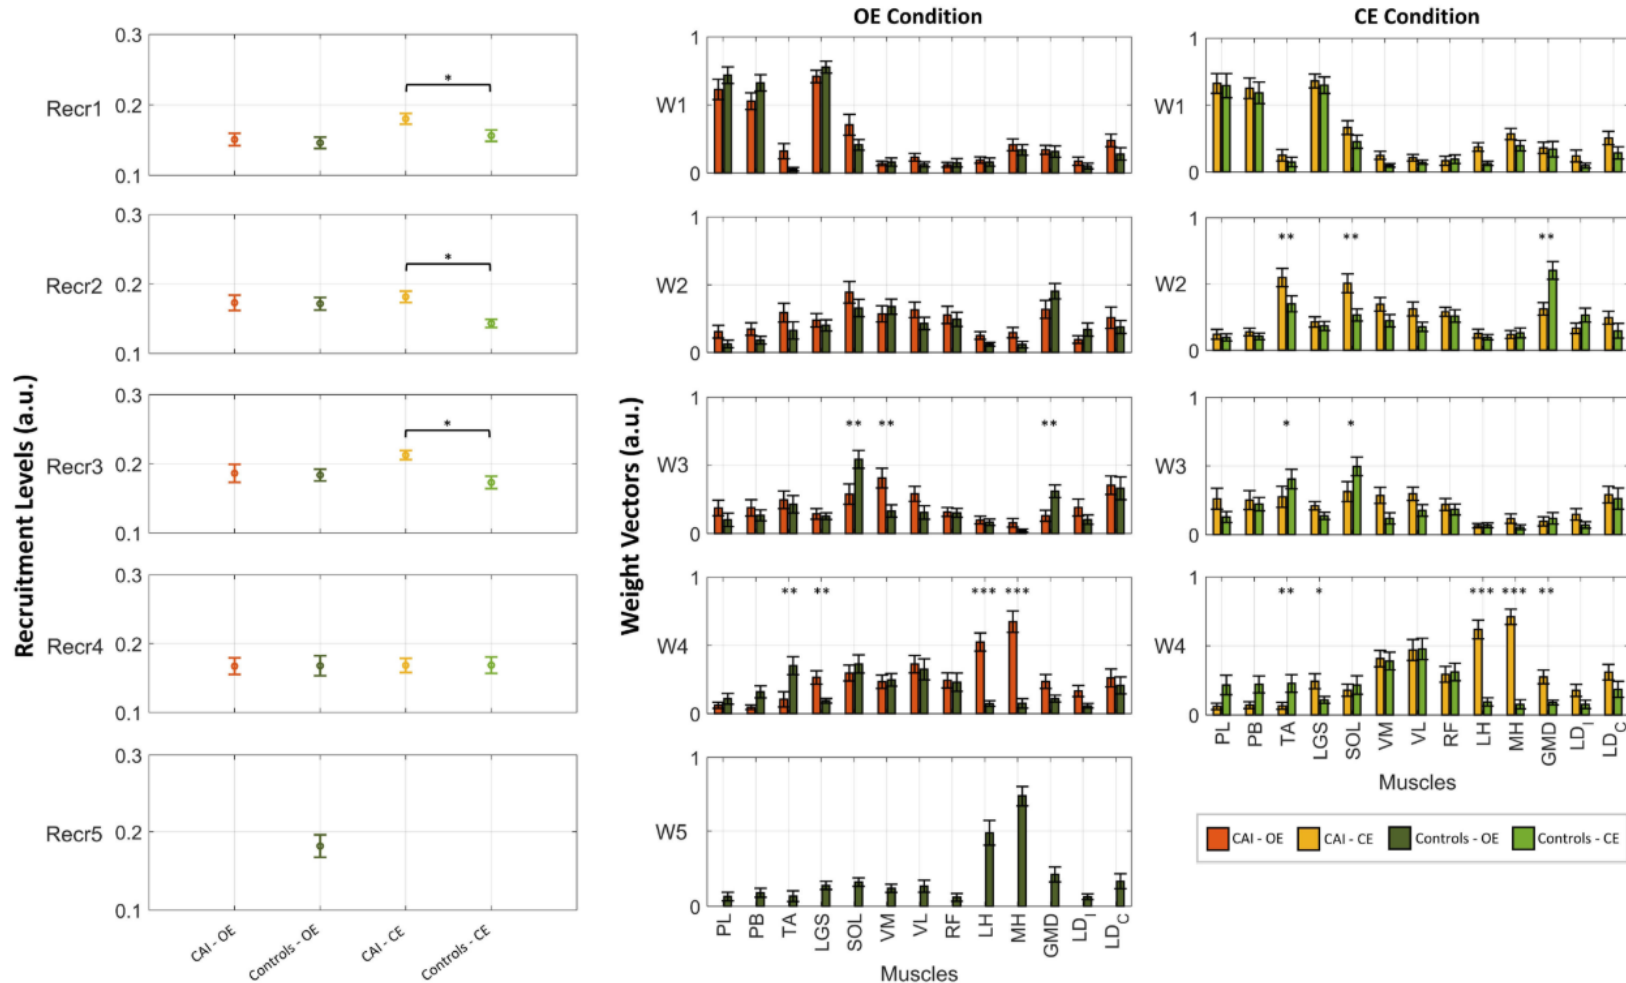 OE Condition
CE Condition
Recruitment Levels (a.u.)
Recr1
0.3
0.2
0.1
*
Recr2
0.3
0.2
0.1
*
Recr3
0.3
0.2
0.1
*
Recr4
0.3
0.2
0.1
Recr5
0.3
0.2
0.1
CAI - OE
Controls - OE
CAI - CE
Controls - CE
Weight Vectors (a.u.)
1
W1
0
1
W2
0
1
W3
0
** ** **
1
W4
0
** ** *** ***
1
W5
0
PL PB TA LGS SOL VM VL RF LH MH GMD LD_I LD_C
Muscles
1
W1
0
1
W2
0
** ** **
1
W3
0
* *
1
W4
0
** * *** *** **
PL PB TA LGS SOL VM VL RF LH MH GMD LD_I LD_C
Muscles
CAI - OE CAI - CE Controls - OE Controls - CE